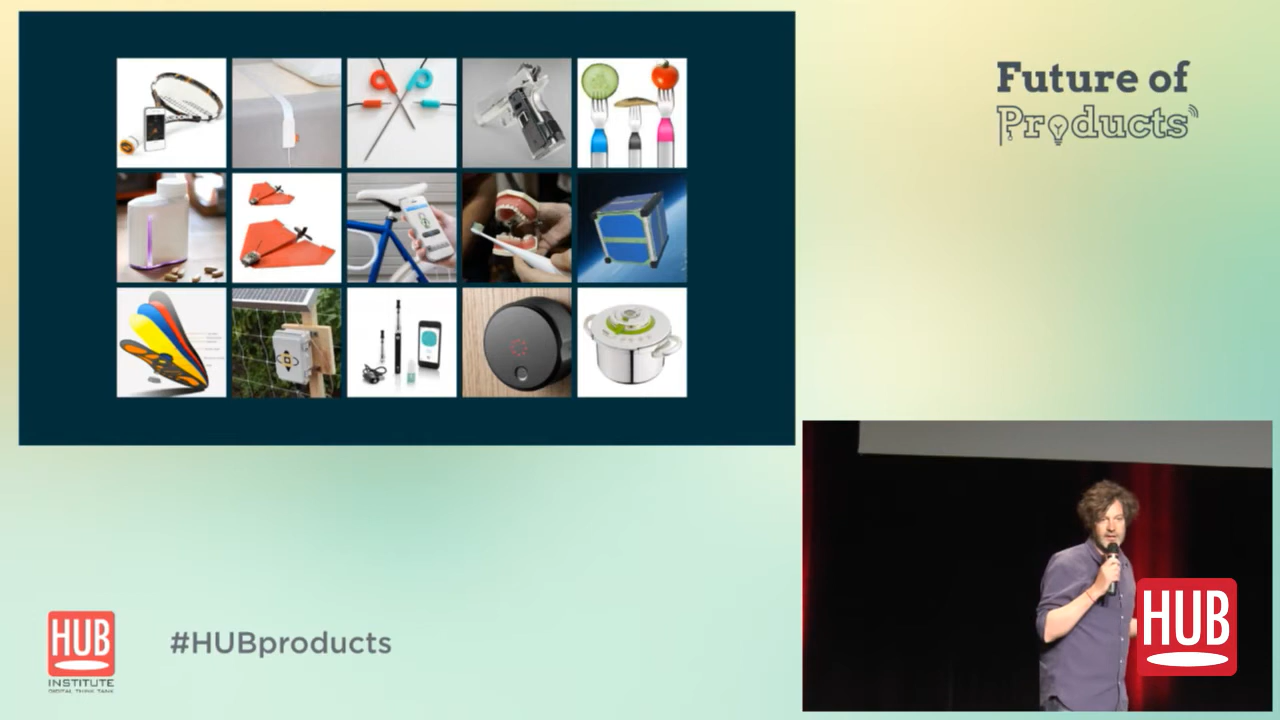 Future of
Products
HUB
INSTITUTE
DIGITAL THINK TANK
#HUBproducts
HUB